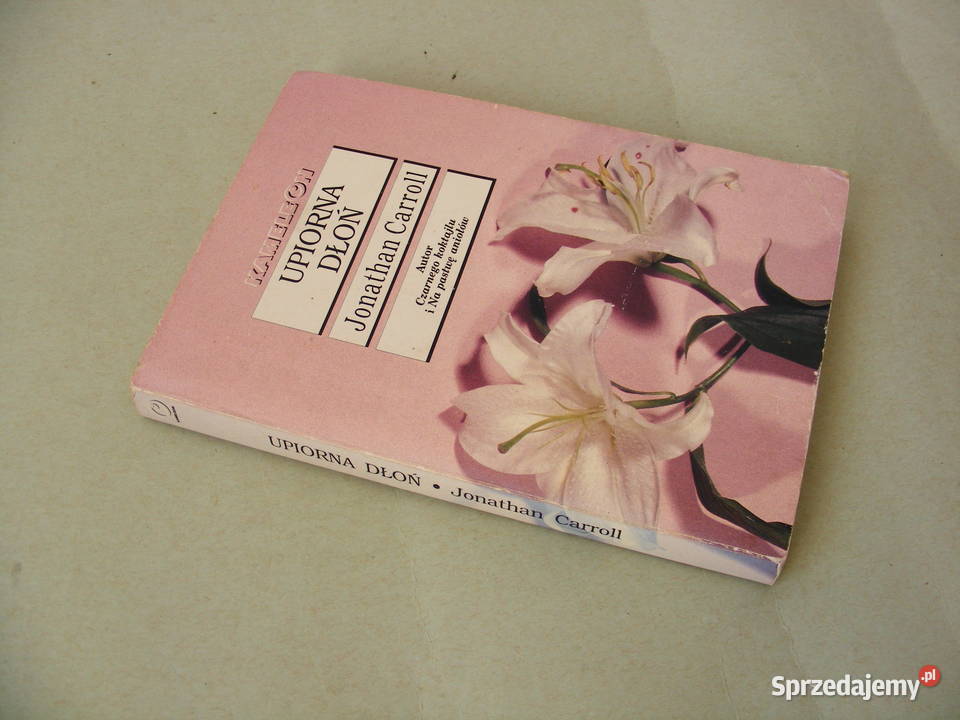 KAMELEON
UPIORNA
DŁOŃ
Jonathan Carroll
Autor
Czarnego koktajlu
i Na pastwę aniołów
UPIORNA DŁOŃ • Jonathan Carroll
Sprzedajemy.pl